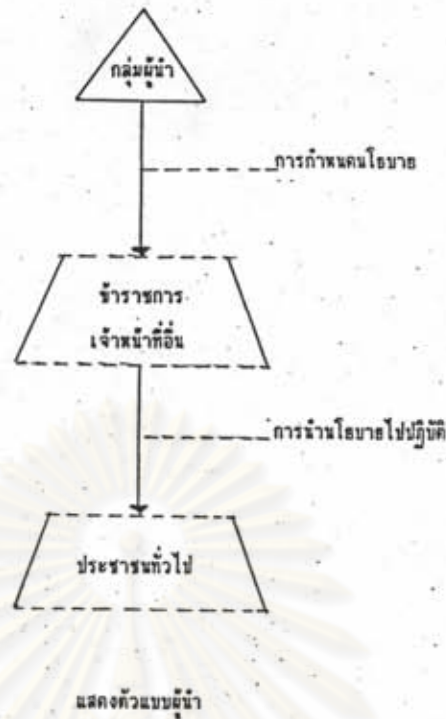 กลุ่มผู้นำ
การกำหนดนโยบาย
ข้าราชการ
เจ้าหน้าที่อื่น
การนำนโยบายไปปฏิบัติ
ประชาชนทั่วไป
แสดงตัวแบบผู้นำ